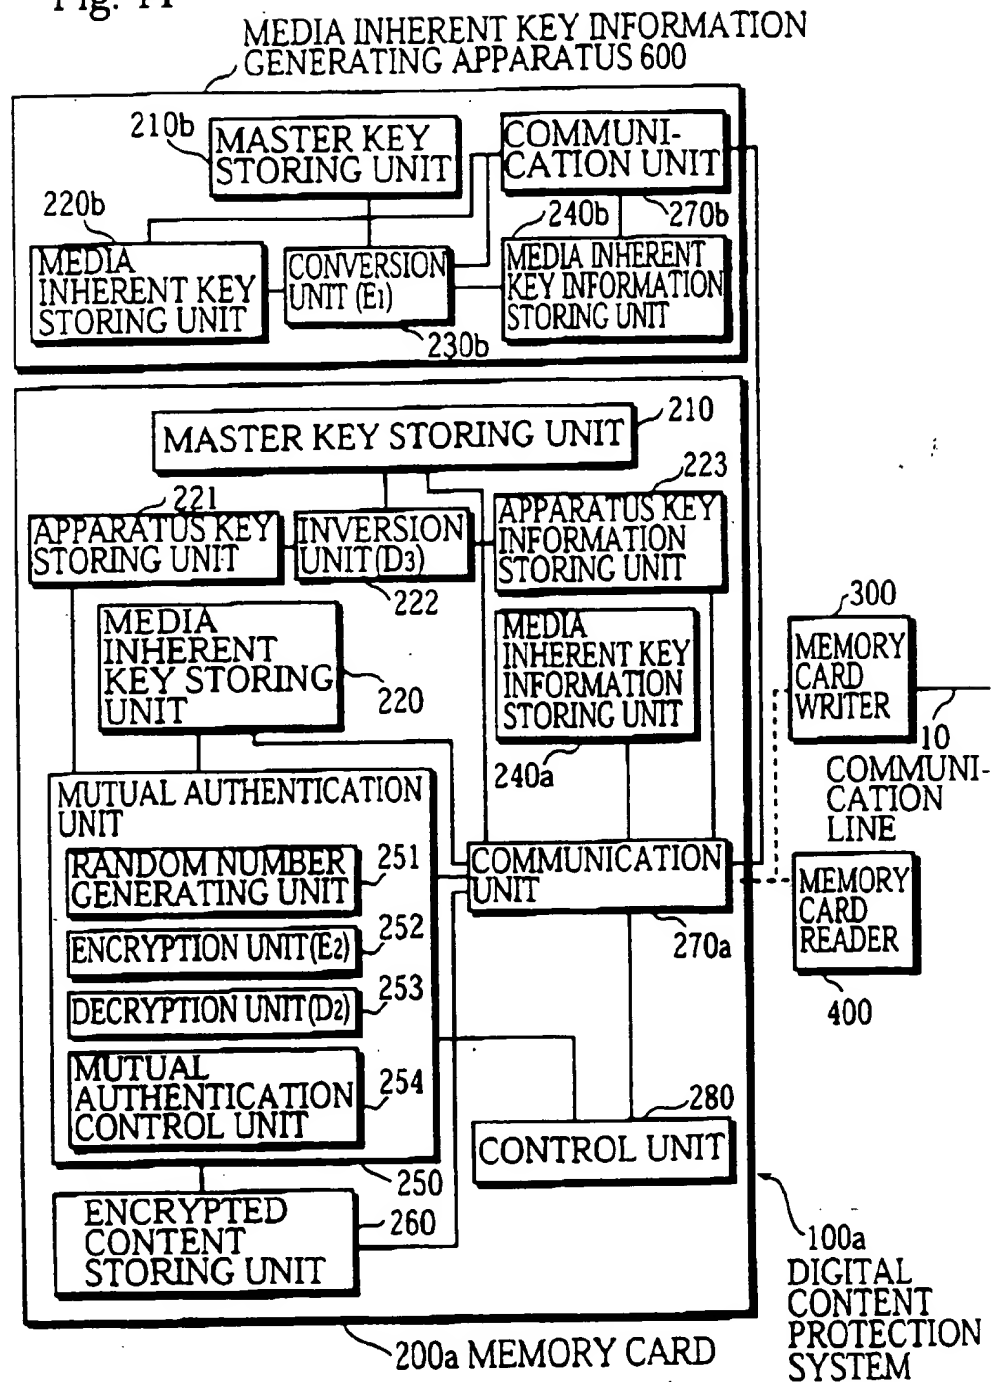 Fig. 11
MEDIA INHERENT KEY INFORMATION
GENERATING APPARATUS 600
210b
MASTER KEY
STORING UNIT
COMMUNI-
CATION UNIT
220b
240b
270b
MEDIA
INHERENT KEY
STORING UNIT
CONVERSION
UNIT (E1)
MEDIA INHERENT
KEY INFORMATION
STORING UNIT
230b
210
MASTER KEY STORING UNIT
223
221
APPARATUS KEY
STORING UNIT
INVERSION
UNIT(D3)
APPARATUS KEY
INFORMATION
STORING UNIT
222
MEDIA
INHERENT
KEY STORING
UNIT
220
MEDIA
INHERENT KEY
INFORMATION
STORING UNIT
240a
300
MEMORY
CARD
WRITER
10
COMMUNI-
CATION
LINE
MUTUAL AUTHENTICATION
UNIT
RANDOM NUMBER
GENERATING UNIT
251
COMMUNICATION
UNIT
270a
MEMORY
CARD
READER
400
ENCRYPTION UNIT(E2)
252
DECRYPTION UNIT(D2)
253
MUTUAL
AUTHENTICATION
CONTROL UNIT
254
280
CONTROL UNIT
250
ENCRYPTED
CONTENT
STORING UNIT
260
100a
DIGITAL
CONTENT
PROTECTION
SYSTEM
200a MEMORY CARD